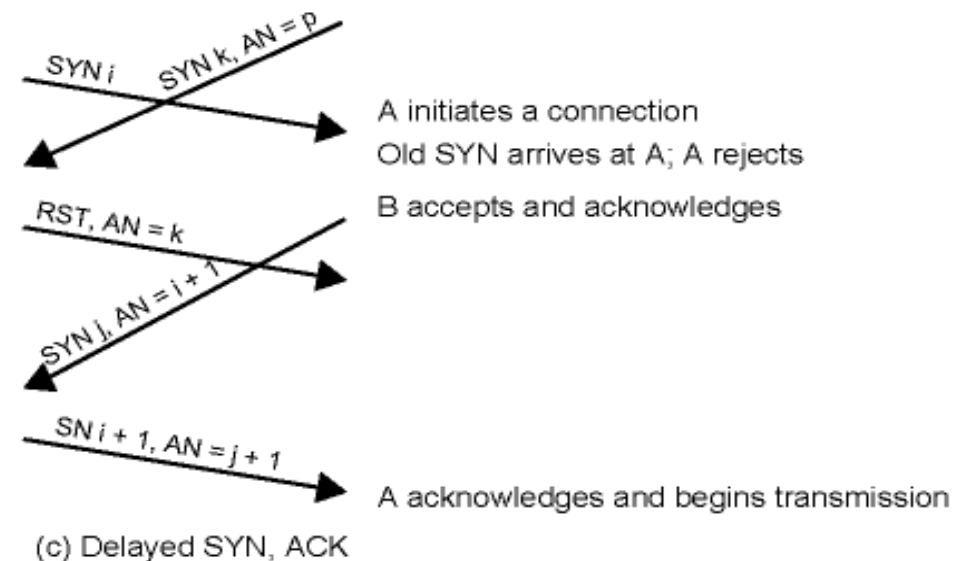 SYN i
SYN k, AN = p
A initiates a connection
Old SYN arrives at A; A rejects
B accepts and acknowledges
RST, AN = k
SYN j, AN = i + 1
SN i + 1, AN = j + 1
A acknowledges and begins transmission
(c) Delayed SYN, ACK